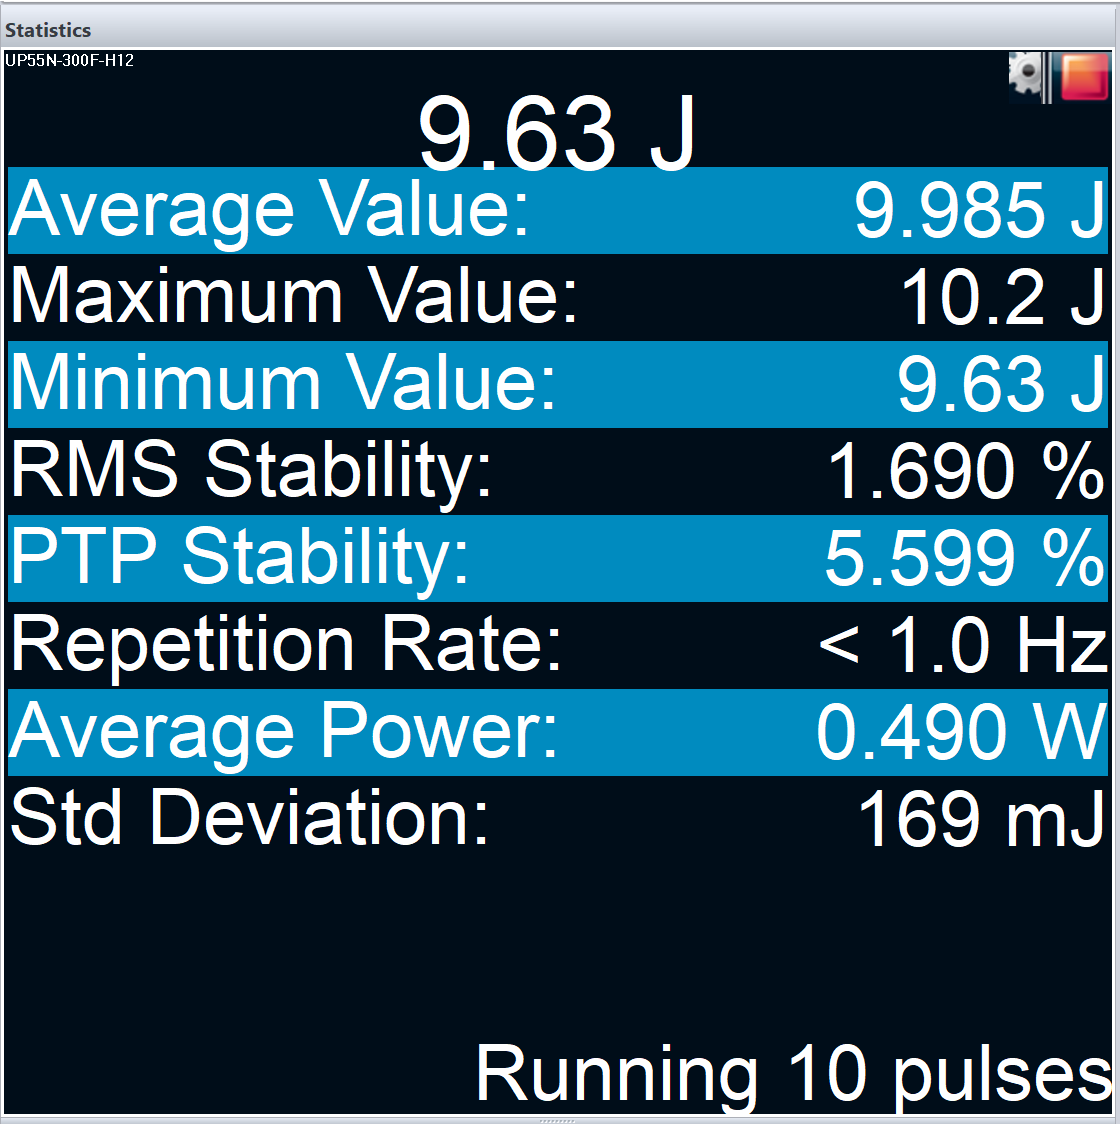 Statistics
UP55N-300F-H12
9.63 J
Average Value: 9.985 J
Maximum Value: 10.2 J
Minimum Value: 9.63 J
RMS Stability: 1.690 %
PTP Stability: 5.599 %
Repetition Rate: < 1.0 Hz
Average Power: 0.490 W
Std Deviation: 169 mJ
Running 10 pulses